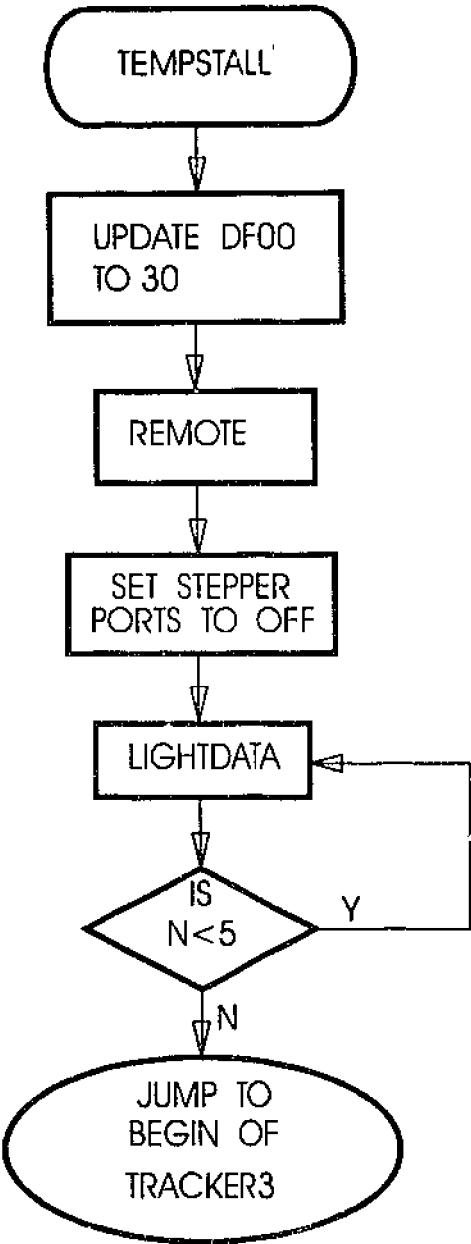 TEMPSTALL
UPDATE DF00
TO 30
REMOTE
SET STEPPER
PORTS TO OFF
LIGHTDATA
IS
N<5
Y
N
JUMP TO
BEGIN OF
TRACKER3